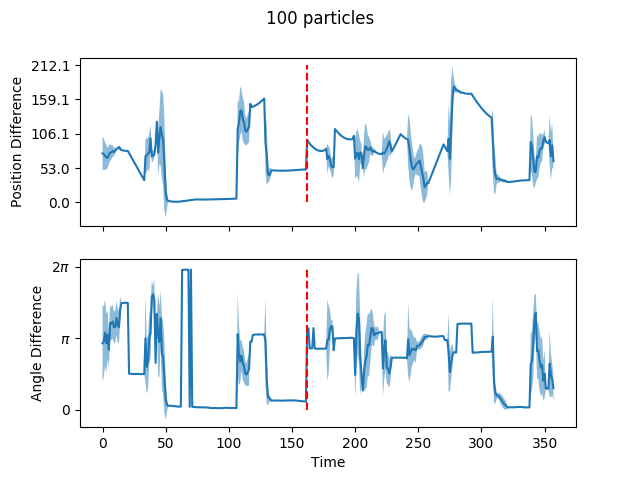 100 particles
Position Difference
212.1
159.1
106.1
53.0
0.0
Angle Difference
2π
π
0
0
50
100
150
200
250
300
350
Time